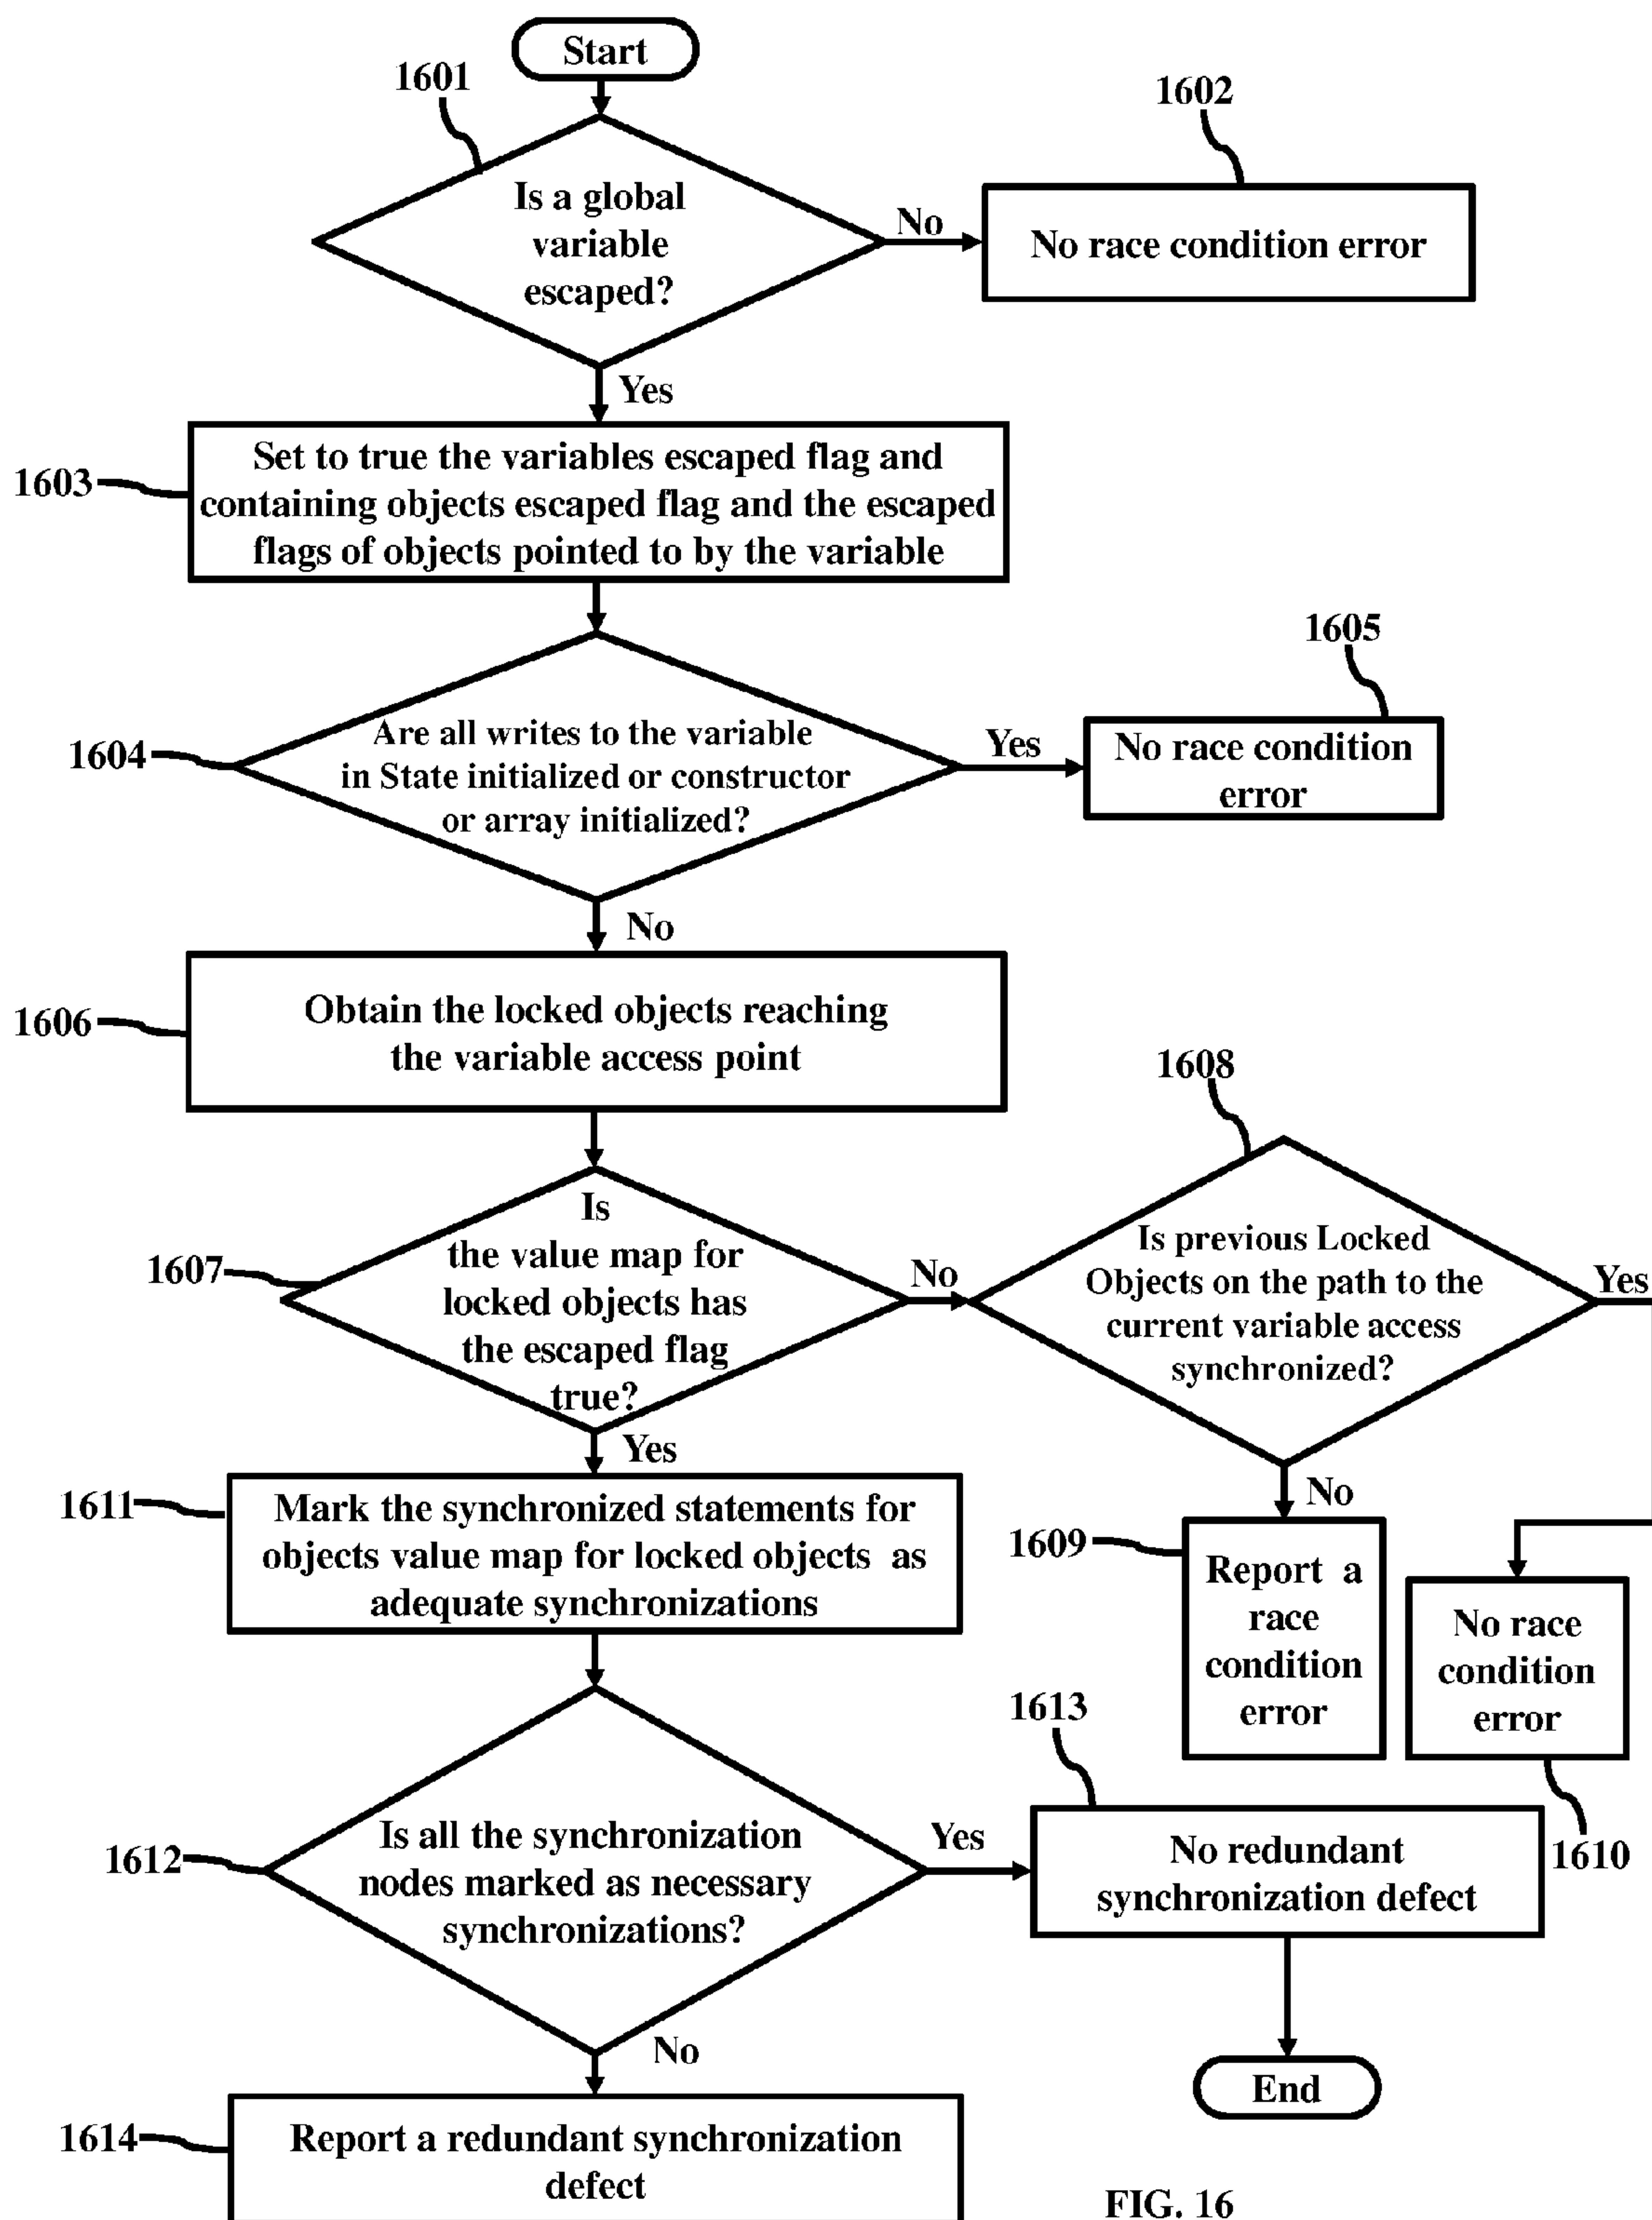 Start
1601
Is a global
variable
escaped?
No
1602
No race condition error
Yes
1603
Set to true the variables escaped flag and
containing objects escaped flag and the escaped
flags of objects pointed to by the variable
1604
Are all writes to the variable
in State initialized or constructor
or array initialized?
Yes
1605
No race condition
error
No
1606
Obtain the locked objects reaching
the variable access point
1607
Is
the value map for
locked objects has
the escaped flag
true?
No
1608
Is previous Locked
Objects on the path to the
current variable access
synchronized?
Yes
No
1609
Report a
race
condition
error
No race
condition
error
1610
Yes
1611
Mark the synchronized statements for
objects value map for locked objects as
adequate synchronizations
1612
Is all the synchronization
nodes marked as necessary
synchronizations?
Yes
1613
No redundant
synchronization defect
End
No
1614
Report a redundant synchronization
defect
FIG. 16